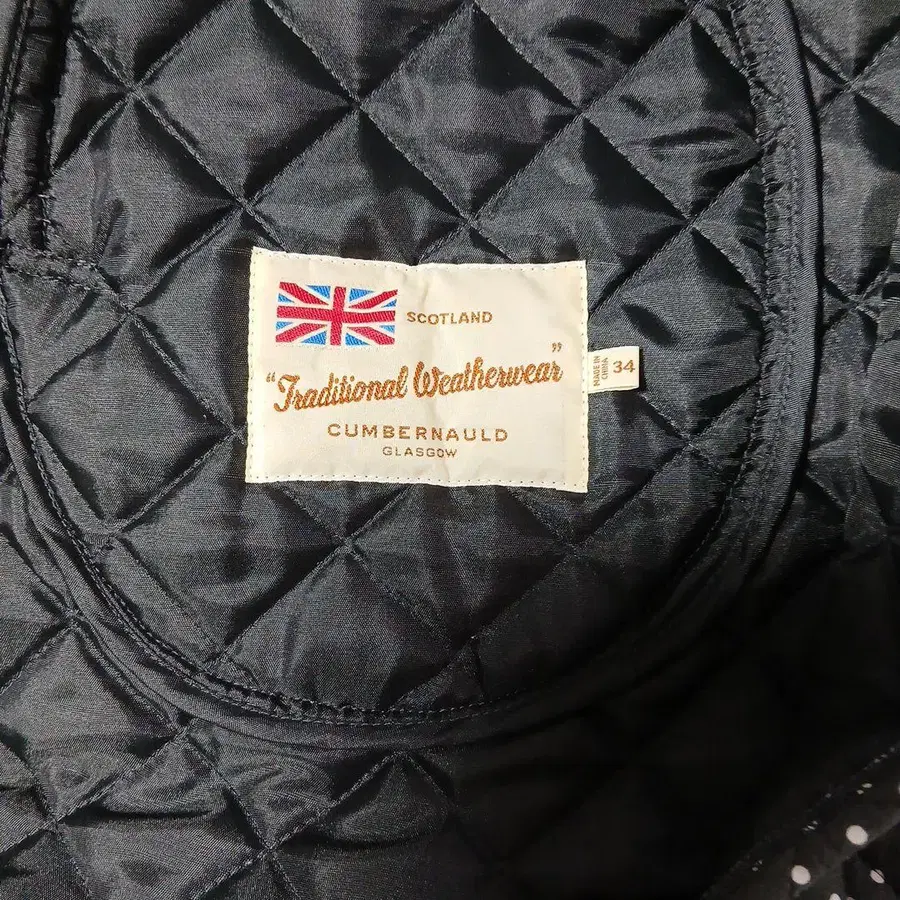 SCOTLAND
"Traditional Weatherwear"
CUMBERNAULD
GLASGOW
MADE IN
CHINA
34